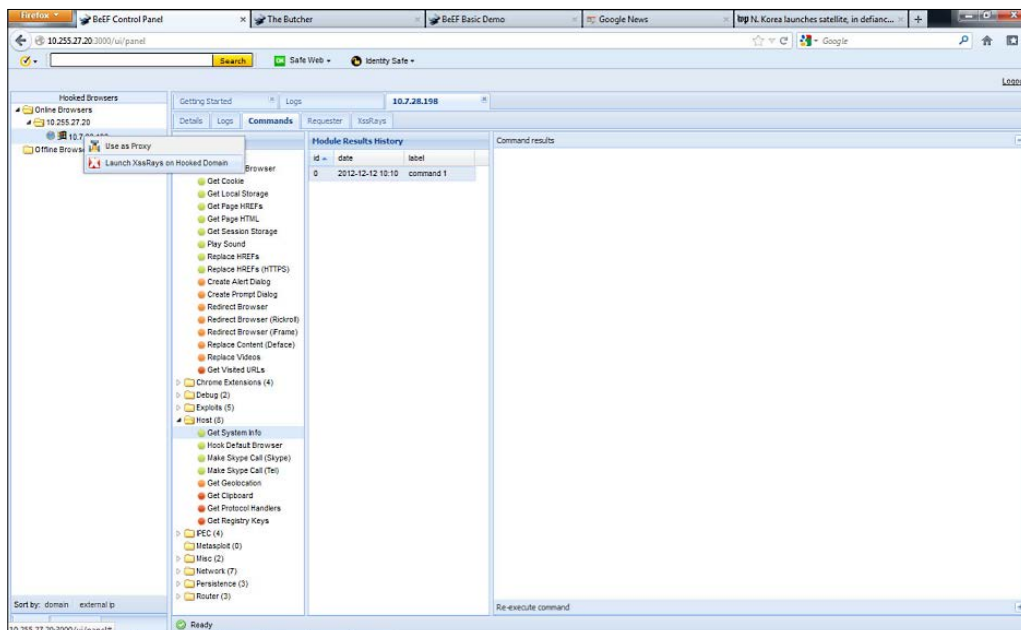 Firefox
BeEF Control Panel
The Butcher
BeEF Basic Demo
Google News
N. Korea launches satellite, in defianc...
10.255.27.20:3000/ui/panel
Google
Search
Safe Web
Identity Safe
Hooked Browsers
Online Browsers
10.255.27.20
Offline
Use as Proxy
Launch XssRays on Hooked Domain
Sort by: domain external ip
Getting Started
Logs
10.7.28.198
Details
Logs
Commands
Requester
XssRays
Browser
Get Cookie
Get Local Storage
Get Page HREFs
Get Page HTML
Get Session Storage
Play Sound
Replace HREFs
Replace HREFs (HTTPS)
Create Alert Dialog
Create Prompt Dialog
Redirect Browser
Redirect Browser (Rickroll)
Redirect Browser (iFrame)
Replace Content (Deface)
Replace Videos
Get Visited URLs
Chrome Extensions (4)
Debug (2)
Exploits (5)
Host (8)
Get System Info
Hook Default Browser
Make Skype Call (Skype)
Make Skype Call (Tel)
Get Geolocation
Get Clipboard
Get Protocol Handlers
Get Registry Keys
IPEC (4)
Metasploit (0)
Misc (2)
Network (7)
Persistence (3)
Router (3)
Module Results History
id date label
0 2012-12-12 10:10 command 1
Command results
Re-execute command
Ready